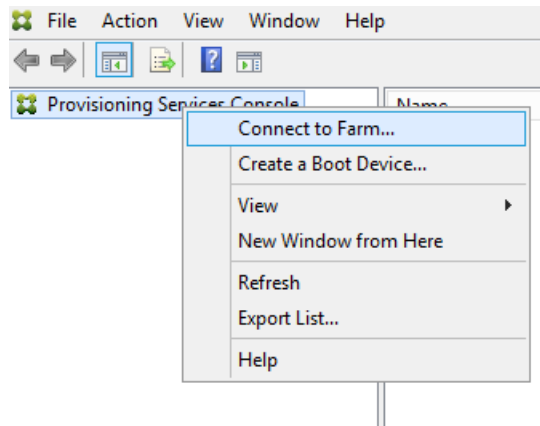 File Action View Window Help
Provisioning Services Console
Name
Connect to Farm...
Create a Boot Device...
View
New Window from Here
Refresh
Export List...
Help